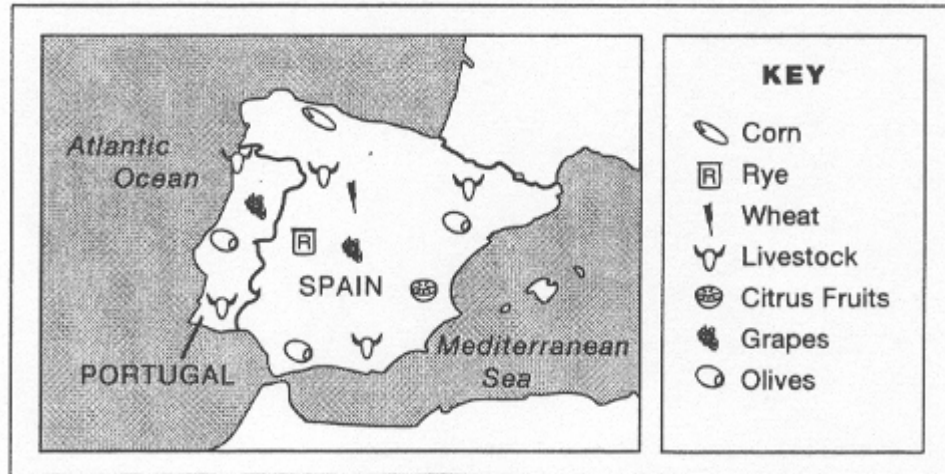 Atlantic
Ocean
R
SPAIN
PORTUGAL
Mediterranean
Sea
KEY
Corn
R Rye
Wheat
Livestock
Citrus Fruits
Grapes
Olives